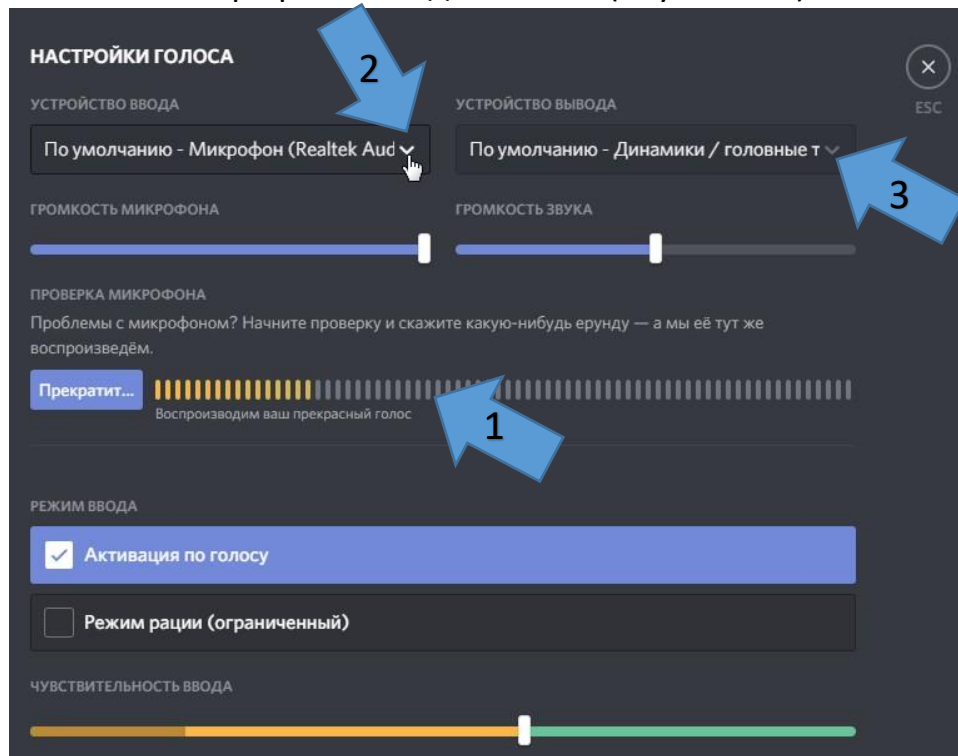 НАСТРОЙКИ ГОЛОСА
2
УСТРОЙСТВО ВВОДА
УСТРОЙСТВО ВЫВОДА
ESC
По умолчанию - Микрофон (Realtek Aud
По умолчанию - Динамики / головные т
3
ГРОМКОСТЬ МИКРОФОНА
ГРОМКОСТЬ ЗВУКА
ПРОВЕРКА МИКРОФОНА
Проблемы с микрофоном? Начните проверку и скажите какую-нибудь ерунду — а мы её тут же
воспроизведём.
Прекратит...
Воспроизводим ваш прекрасный голос
1
РЕЖИМ ВВОДА
Активация по голосу
Режим рации (ограниченный)
ЧУВСТВИТЕЛЬНОСТЬ ВВОДА